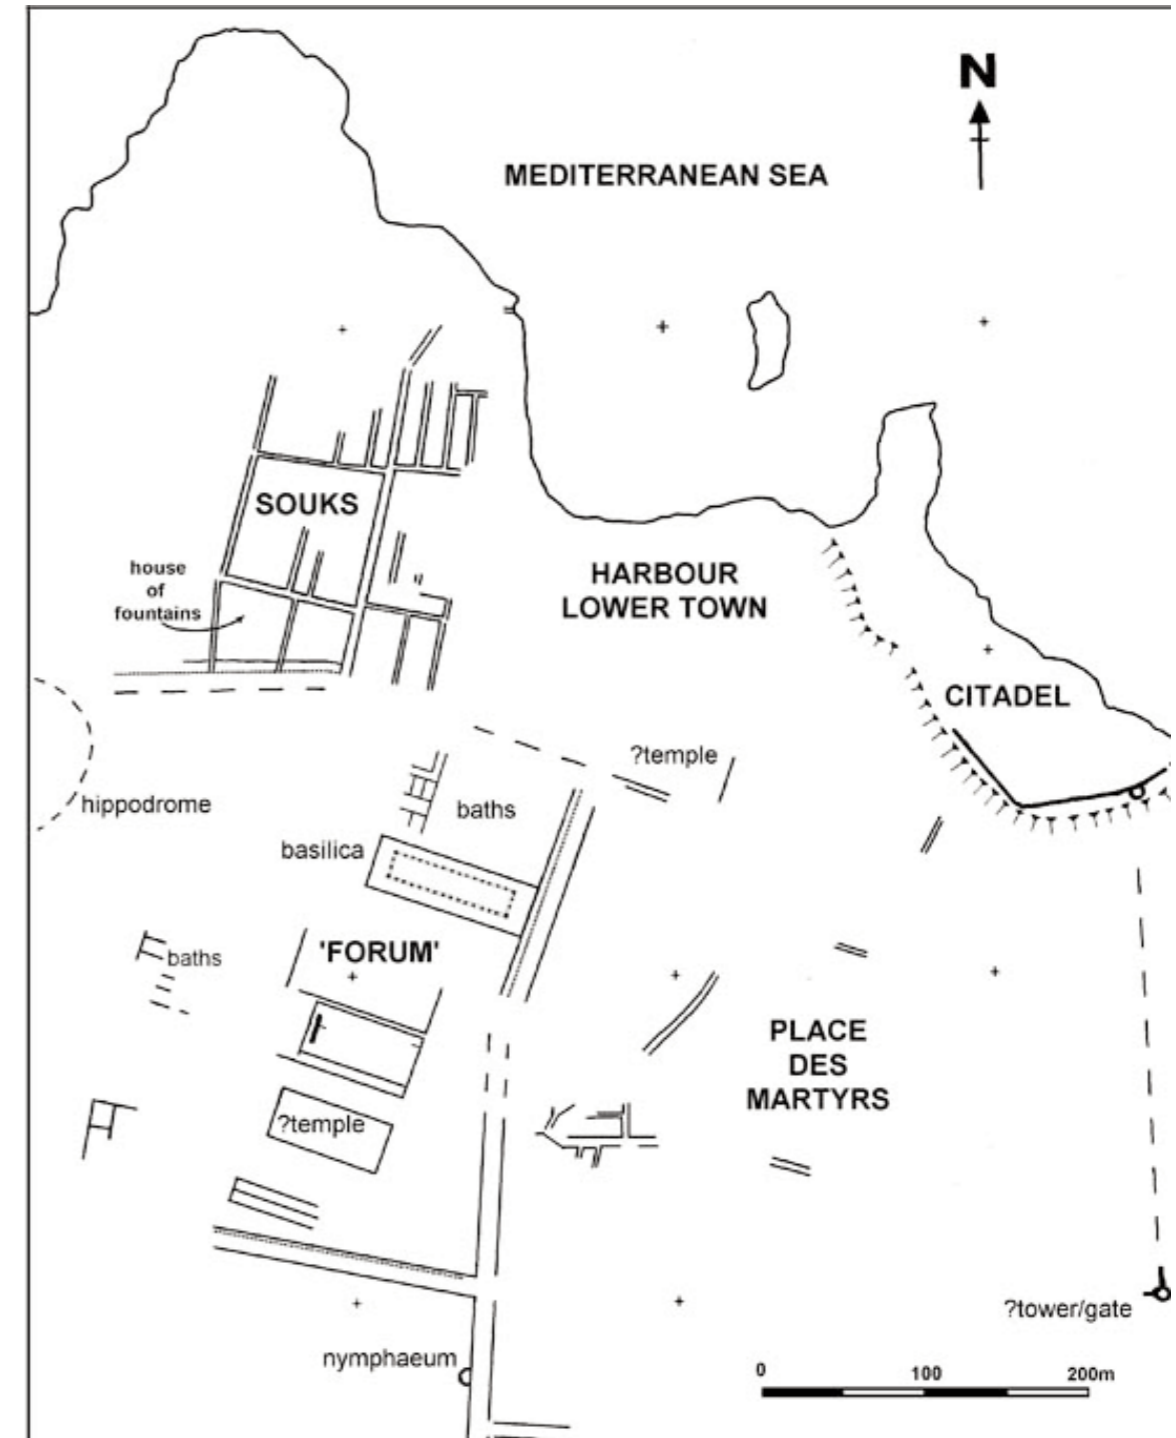 N
MEDITERRANEAN SEA
SOUKS
house
of
fountains
HARBOUR
LOWER TOWN
CITADEL
?temple
hippodrome
baths
basilica
'FORUM'
baths
PLACE
DES
MARTYRS
?temple
?tower/gate
nymphaeum
0 100 200m